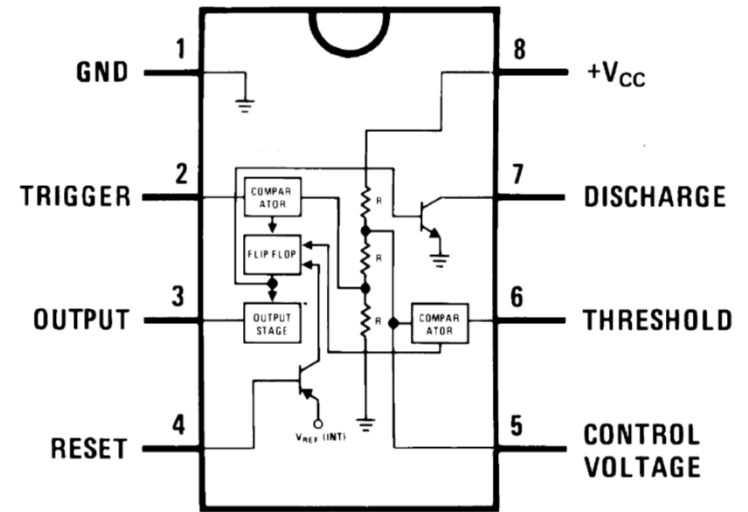 1
GND
8
+VCC
2
TRIGGER
7
DISCHARGE
COMPAR
ATOR
R
FLIP FLOP
R
3
OUTPUT
OUTPUT
STAGE
R
COMPAR
ATOR
6
THRESHOLD
4
RESET
VREF (INT)
5
CONTROL
VOLTAGE